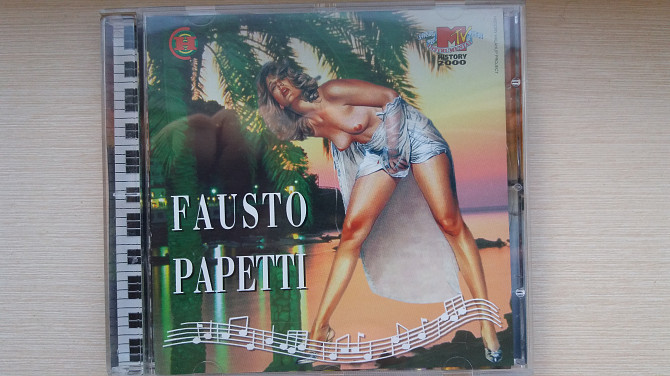 MTV
HISTORY
2000
FAUSTO
PAPETTI